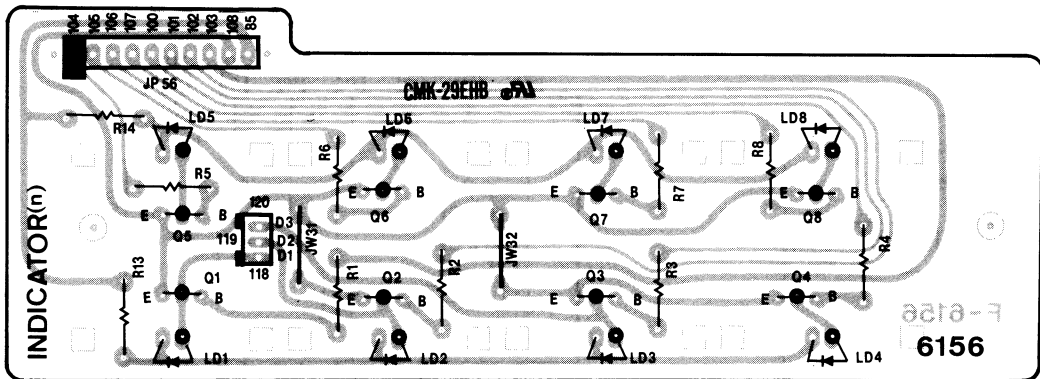 104 105 106 107 100 101 102 103 108 85
JP 56
CMK-29EHB
R14
LD5
LD6
LD7
LD8
R6
R7
R8
R5
E Q5 B
E Q6 B
E Q7 B
E Q8 B
120
119
118
D3
D2
D1
JW31
JW32
R13
R1
R2
R3
R4
E Q1 B
E Q2 B
E Q3 B
E Q4 B
LD1
LD2
LD3
LD4
INDICATOR(n)
F-6156
6156